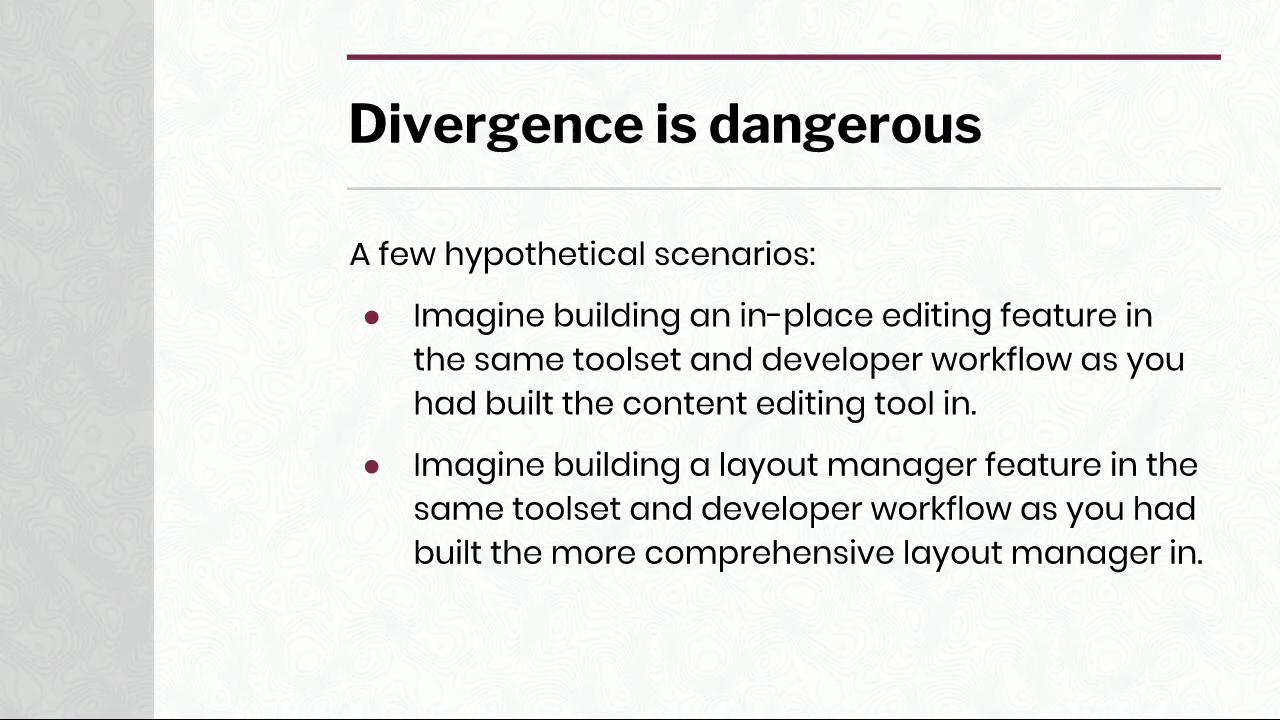 Divergence is dangerous
A few hypothetical scenarios:
● Imagine building an in-place editing feature in
the same toolset and developer workflow as you
had built the content editing tool in.
● Imagine building a layout manager feature in the
same toolset and developer workflow as you had
built the more comprehensive layout manager in.